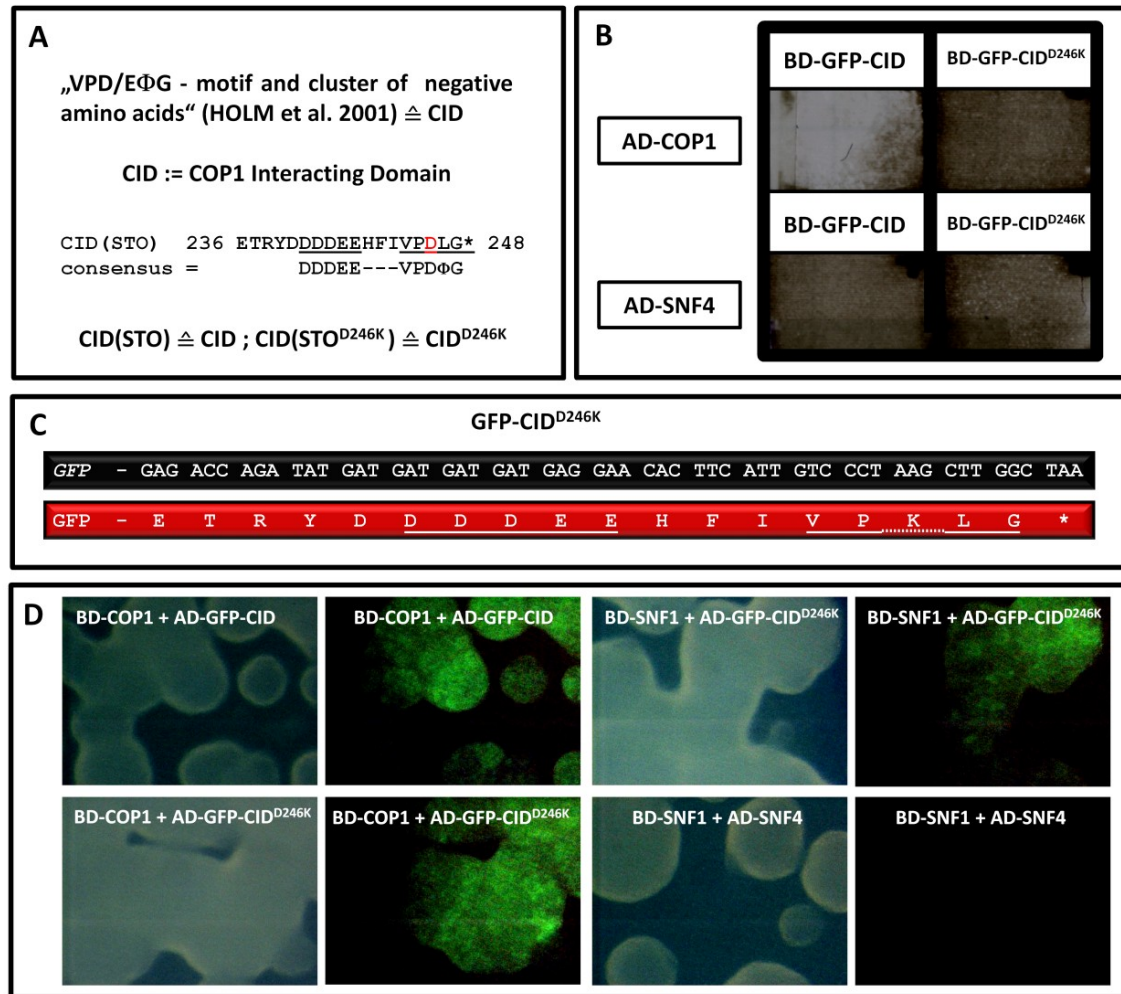 A
„VPD/EΦG - motif and cluster of negative
amino acids“ (HOLM et al. 2001) ≙ CID
CID := COP1 Interacting Domain
CID(STO) 236 ETRYDDDDEEHFIVPDLG* 248
consensus = DDDEE---VPDΦG
CID(STO) ≙ CID ; CID(STOD246K) ≙ CIDD246K
B
BD-GFP-CID BD-GFP-CIDD246K
AD-COP1
BD-GFP-CID BD-GFP-CIDD246K
AD-SNF4
C
GFP-CIDD246K
GFP - GAG ACC AGA TAT GAT GAT GAT GAT GAG GAA CAC TTC ATT GTC CCT AAG CTT GGC TAA
GFP - E T R Y D D D D E E H F I V P K L G *
D
BD-COP1 + AD-GFP-CID BD-COP1 + AD-GFP-CID BD-SNF1 + AD-GFP-CIDD246K BD-SNF1 + AD-GFP-CIDD246K
BD-COP1 + AD-GFP-CIDD246K BD-COP1 + AD-GFP-CIDD246K BD-SNF1 + AD-SNF4 BD-SNF1 + AD-SNF4